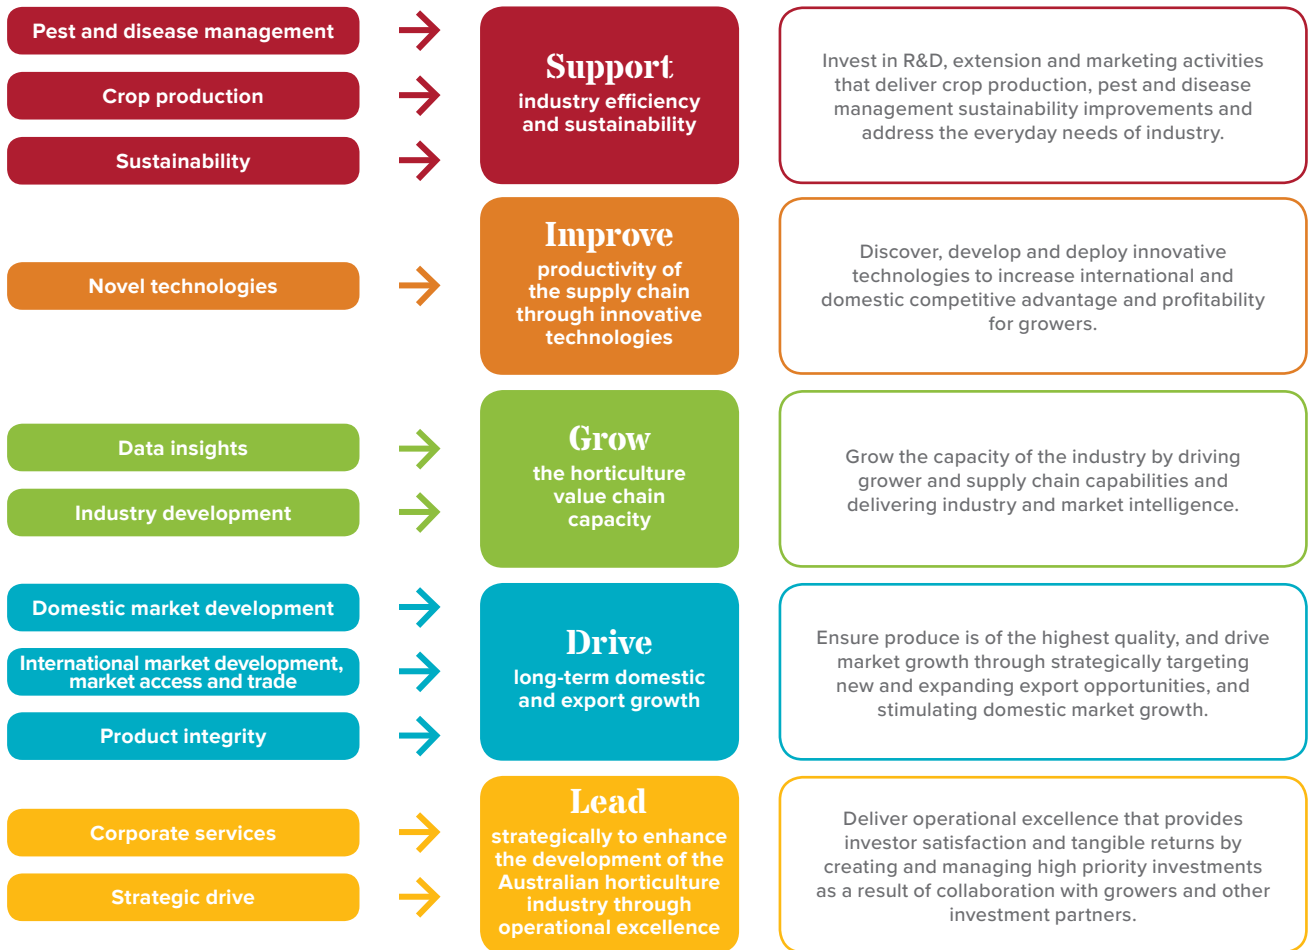 Pest and disease management
Crop production
Sustainability
Support
industry efficiency
and sustainability
Invest in R&D, extension and marketing activities
that deliver crop production, pest and disease
management sustainability improvements and
address the everyday needs of industry.
Novel technologies
Improve
productivity of
the supply chain
through innovative
technologies
Discover, develop and deploy innovative
technologies to increase international and
domestic competitive advantage and profitability
for growers.
Data insights
Industry development
Grow
the horticulture
value chain
capacity
Grow the capacity of the industry by driving
grower and supply chain capabilities and
delivering industry and market intelligence.
Domestic market development
International market development,
market access and trade
Product integrity
Drive
long-term domestic
and export growth
Ensure produce is of the highest quality, and drive
market growth through strategically targeting
new and expanding export opportunities, and
stimulating domestic market growth.
Corporate services
Strategic drive
Lead
strategically to enhance
the development of the
Australian horticulture
industry through
operational excellence
Deliver operational excellence that provides
investor satisfaction and tangible returns by
creating and managing high priority investments
as a result of collaboration with growers and other
investment partners.